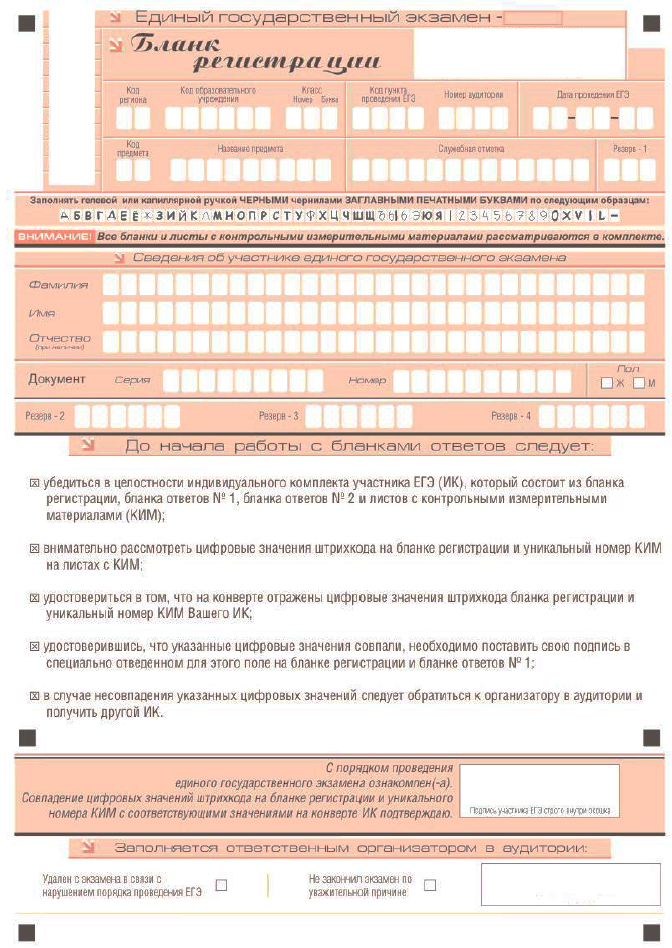 Единый государственный экзамен -
Бланк
регистрации
Код региона
Код образовательного учреждения
Класс
Номер Буква
Код пункта проведения ЕГЭ
Номер аудитории
Дата проведения ЕГЭ
Код предмета
Название предмета
Служебная отметка
Резерв - 1
Заполнять гелевой или капиллярной ручкой ЧЕРНЫМИ чернилами ЗАГЛАВНЫМИ ПЕЧАТНЫМИ БУКВАМИ по следующим образцам:
А Б В Г Д Е Ё Ж З И Й К Л М Н О П Р С Т У Ф Х Ц Ч Ш Щ Ъ Ы Ь Э Ю Я 1 2 3 4 5 6 7 8 9 0 X V I L -
ВНИМАНИЕ! Все бланки и листы с контрольными измерительными материалами рассматриваются в комплекте.
Сведения об участнике единого государственного экзамена
Фамилия
Имя
Отчество
(при наличии)
Документ Серия Номер
Пол
Ж М
Резерв - 2 Резерв - 3 Резерв - 4
До начала работы с бланками ответов следует:
убедиться в целостности индивидуального комплекта участника ЕГЭ (ИК), который состоит из бланка
регистрации, бланка ответов № 1, бланка ответов № 2 и листов с контрольными измерительными
материалами (КИМ);
внимательно рассмотреть цифровые значения штрихкода на бланке регистрации и уникальный номер КИМ
на листах с КИМ;
удостовериться в том, что на конверте отражены цифровые значения штрихкода бланка регистрации и
уникальный номер КИМ Вашего ИК;
удостоверившись, что указанные цифровые значения совпали, необходимо поставить свою подпись в
специально отведенном для этого поле на бланке регистрации и бланке ответов № 1;
в случае несовпадения указанных цифровых значений следует обратиться к организатору в аудитории и
получить другой ИК.
С порядком проведения
единого государственного экзамена ознакомлен(-а).
Совпадение цифровых значений штрихкода на бланке регистрации и уникального
номера КИМ с соответствующими значениями на конверте ИК подтверждаю.
Подпись участника ЕГЭ строго внутри окошка
Заполняется ответственным организатором в аудитории:
Удален с экзамена в связи с
нарушением порядка проведения ЕГЭ
Не закончил экзамен по
уважительной причине